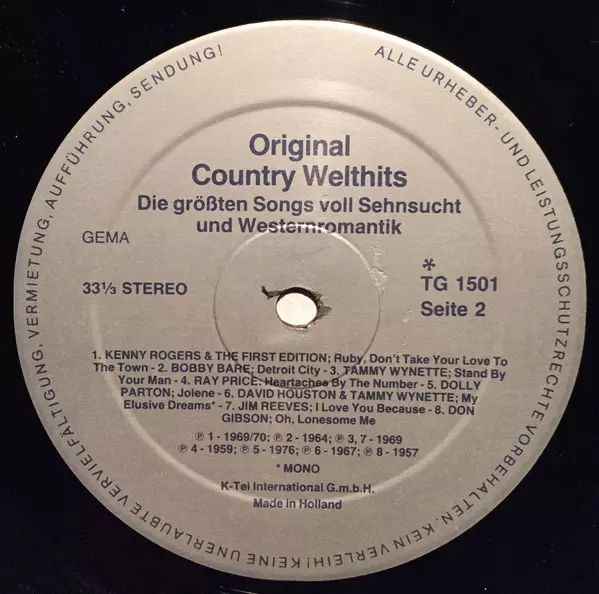 ALLE URHEBER- UND LEISTUNGSSCHUTZRECHTE VORBEHALTEN. KEIN VERLEIH! KEINE UNERLAUBTE VERVIELFÄLTIGUNG, VERMIETUNG, AUFFÜHRUNG, SENDUNG!
Original
Country Welthits
Die größten Songs voll Sehnsucht
und Westernromantik
GEMA
33⅓ STEREO
*
TG 1501
Seite 2
1. KENNY ROGERS & THE FIRST EDITION; Ruby, Don't Take Your Love To
The Town - 2. BOBBY BARE; Detroit City - 3. TAMMY WYNETTE; Stand By
Your Man - 4. RAY PRICE; Heartaches By The Number - 5. DOLLY
PARTON; Jolene - 6. DAVID HOUSTON & TAMMY WYNETTE; My
Elusive Dreams* - 7. JIM REEVES; I Love You Because - 8. DON
GIBSON; Oh, Lonesome Me
℗ 1 - 1969/70; ℗ 2 - 1964; ℗ 3, 7 - 1969
℗ 4 - 1959; ℗ 5 - 1976; ℗ 6 - 1967; ℗ 8 - 1957
* MONO
K-Tel International G.m.b.H.
Made in Holland